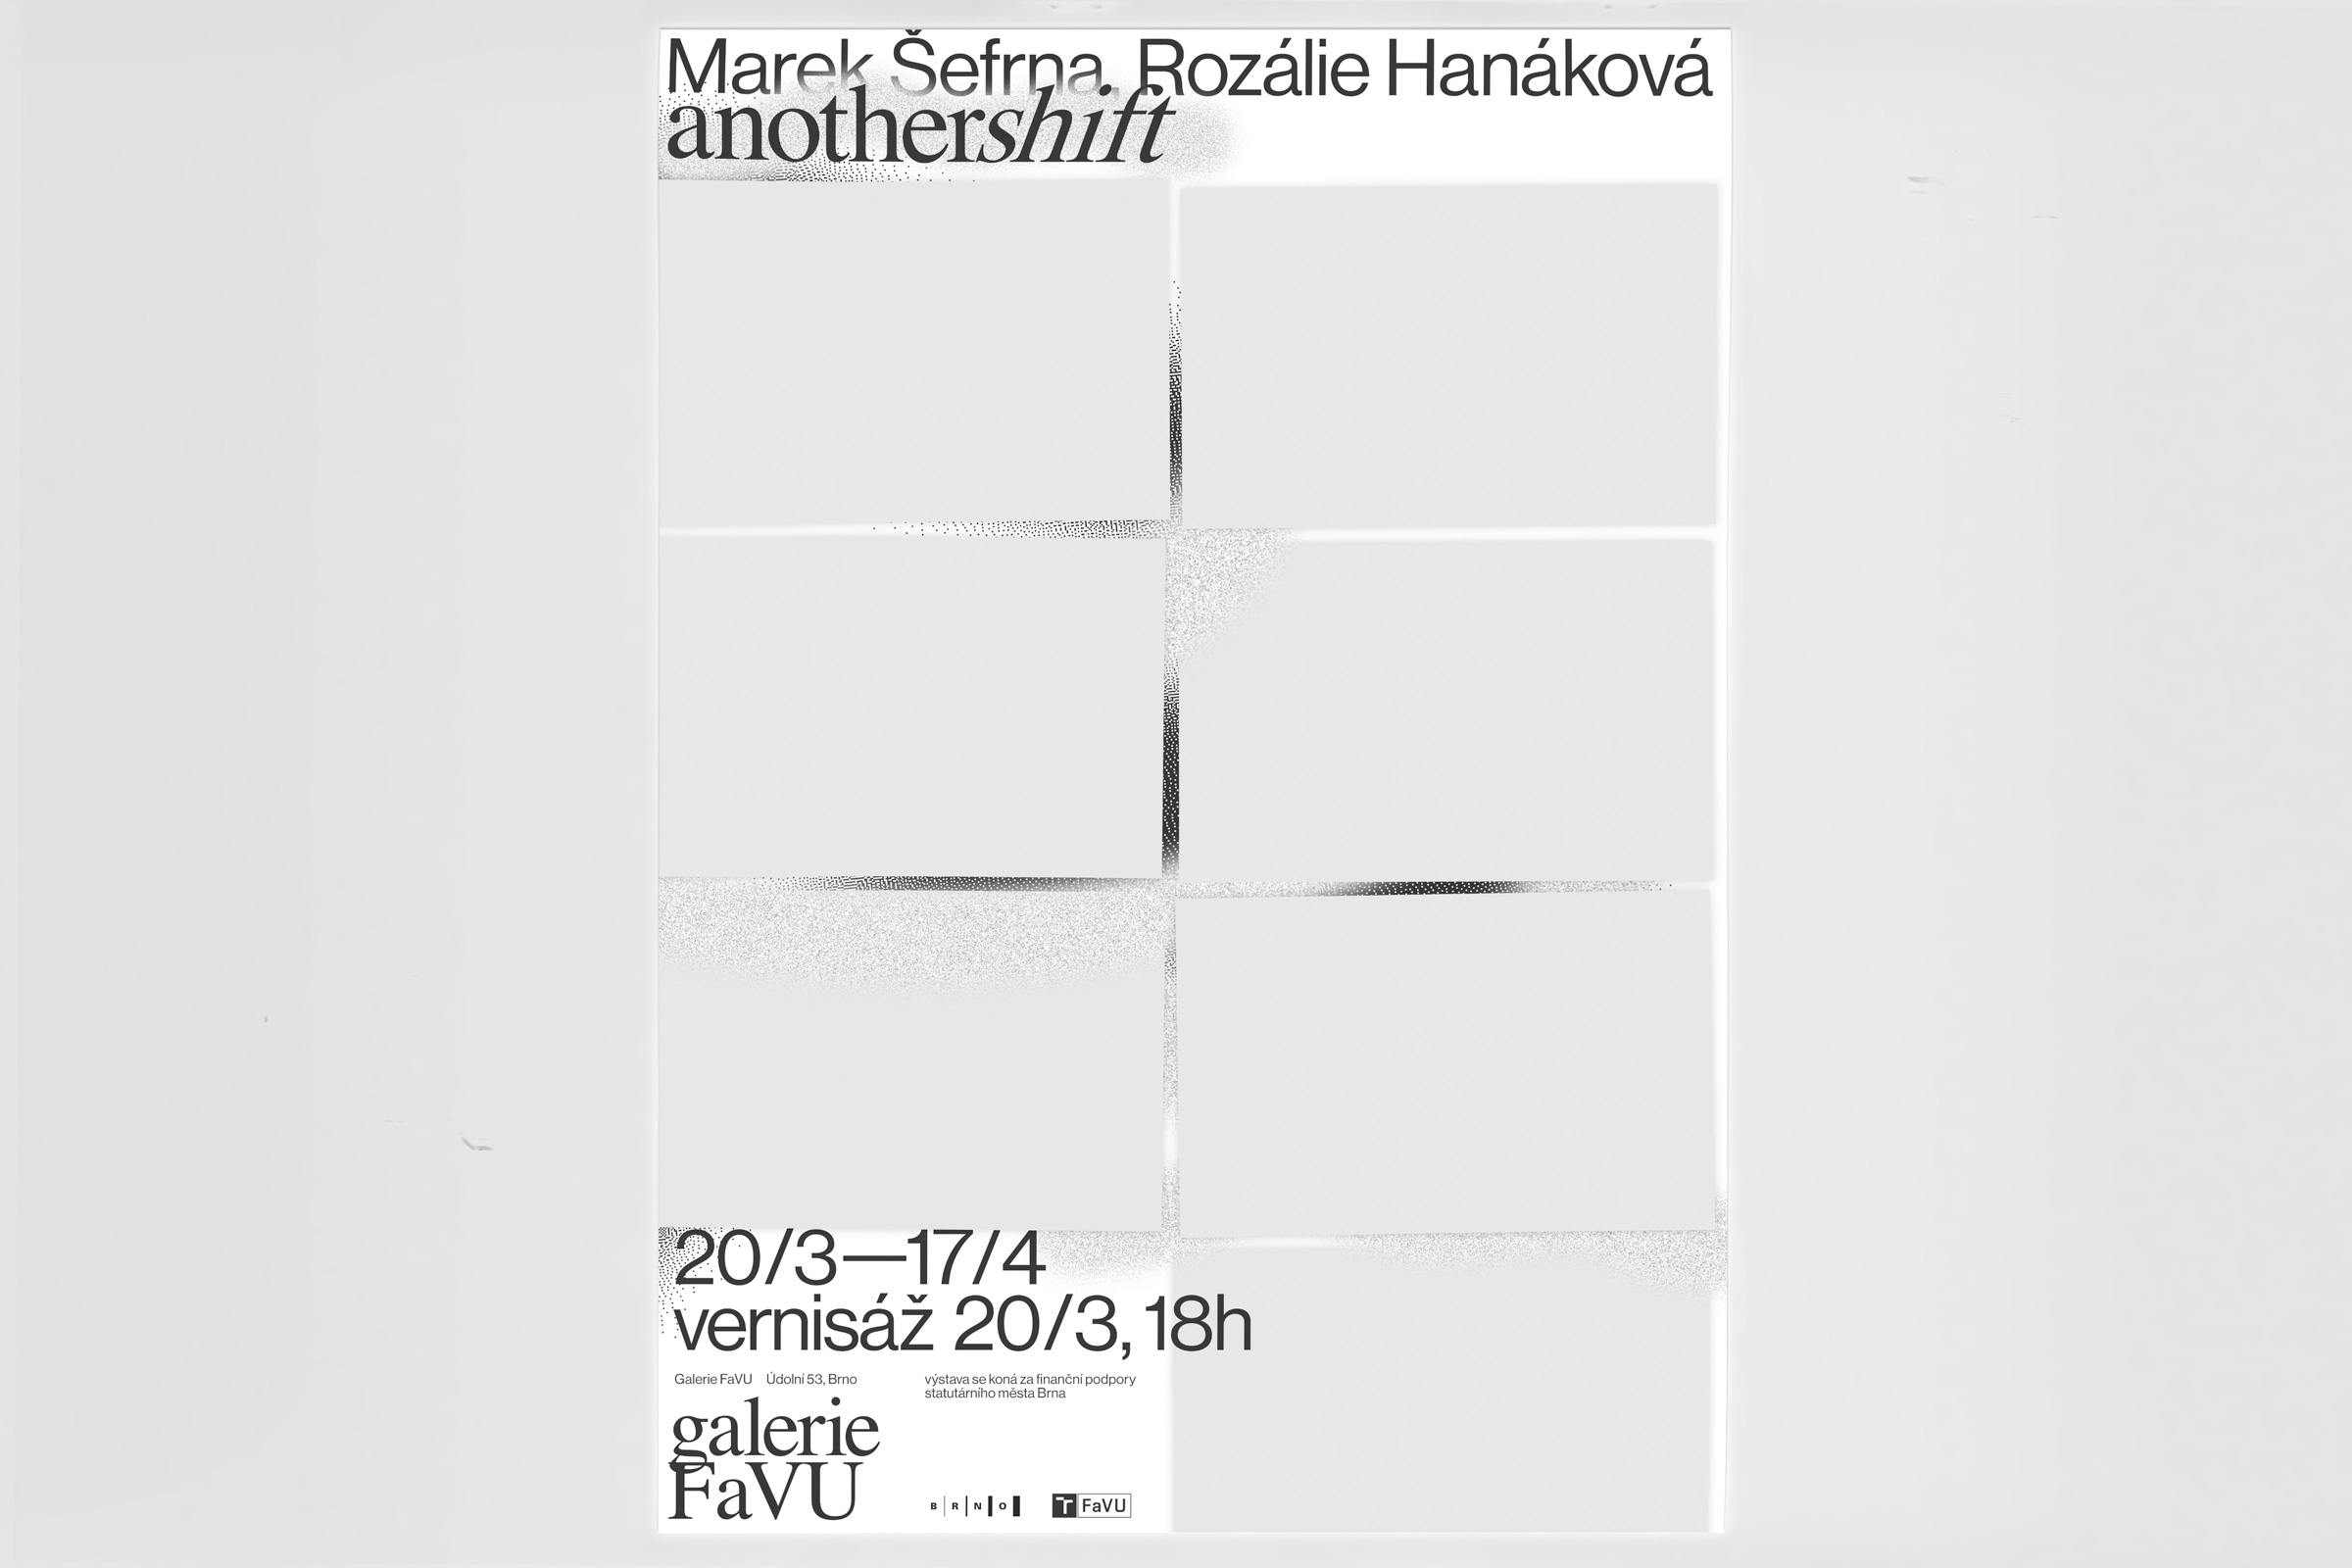 Marek Šefrna, Rozálie Hanáková
anothershift
20/3—17/4
vernisáž 20/3, 18h
Galerie FaVU Údolní 53, Brno
výstava se koná za finanční podpory
statutárního města Brna
galerie
FaVU
B R N O
T FaVU